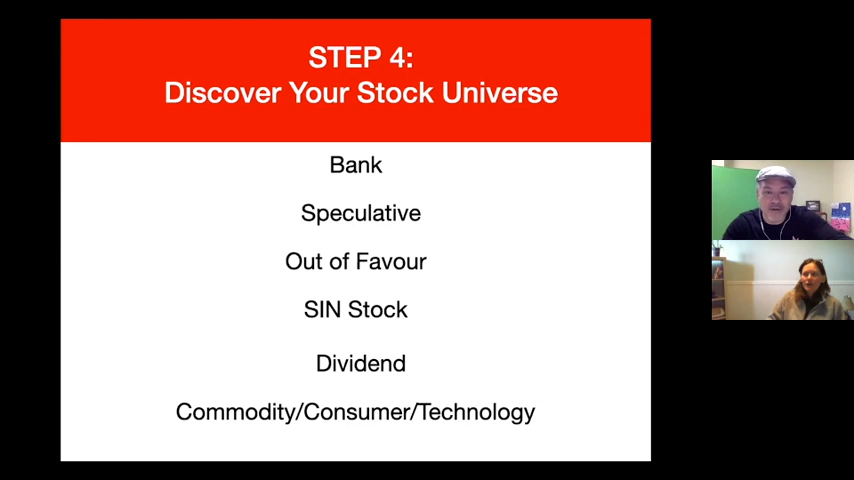 STEP 4:
Discover Your Stock Universe
Bank
Speculative
Out of Favour
SIN Stock
Dividend
Commodity/Consumer/Technology